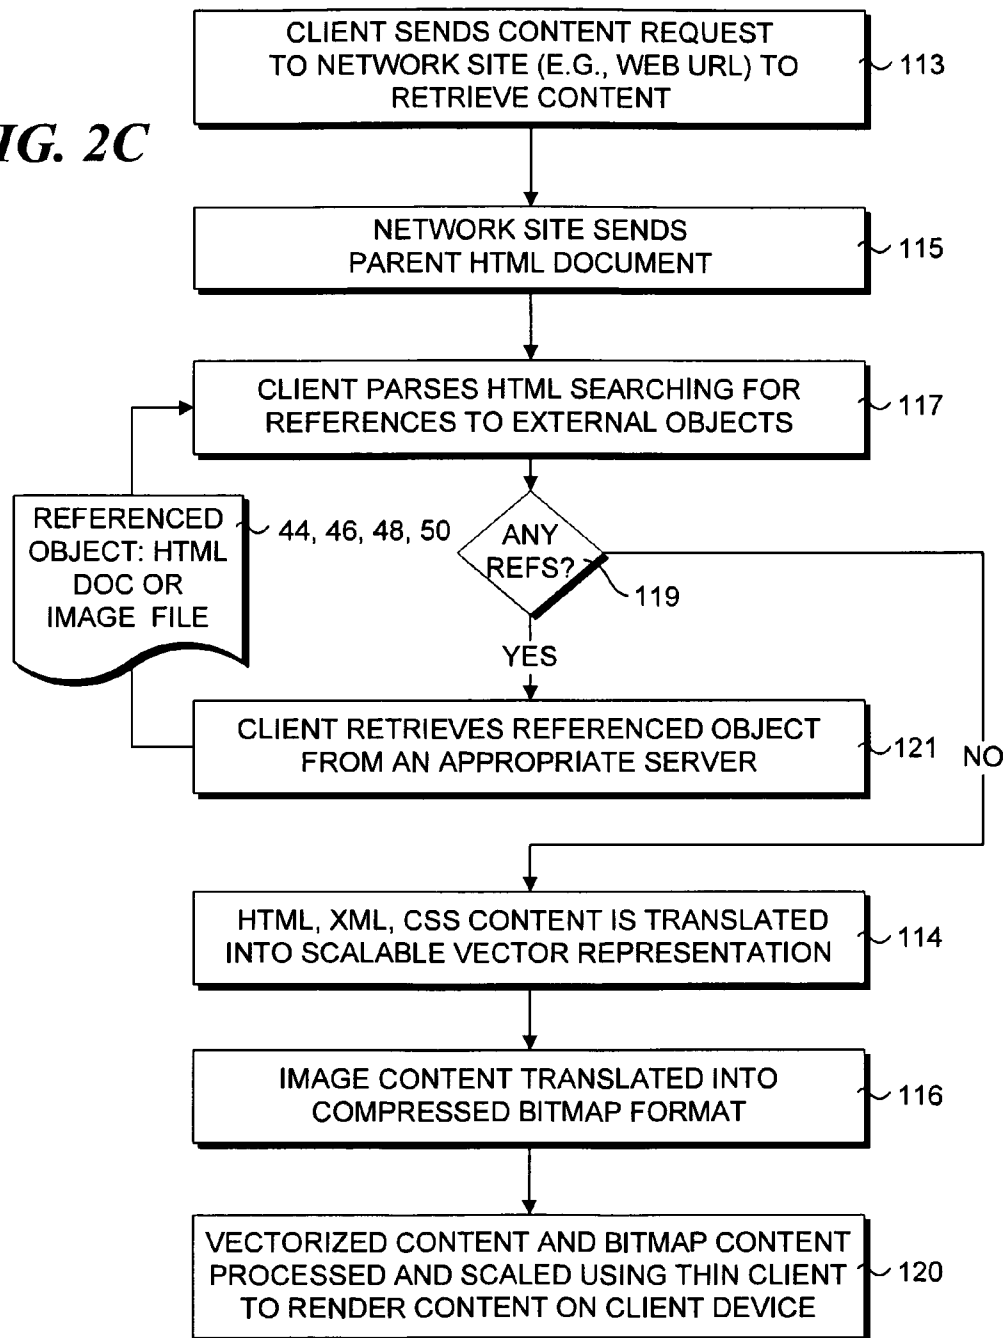 CLIENT SENDS CONTENT REQUEST
TO NETWORK SITE (E.G., WEB URL) TO
RETRIEVE CONTENT
113
IG. 2C
NETWORK SITE SENDS
PARENT HTML DOCUMENT
115
CLIENT PARSES HTML SEARCHING FOR
REFERENCES TO EXTERNAL OBJECTS
117
REFERENCED
OBJECT: HTML
DOC OR
IMAGE FILE
44, 46, 48, 50
ANY
REFS?
119
YES
CLIENT RETRIEVES REFERENCED OBJECT
FROM AN APPROPRIATE SERVER
121
NO
HTML, XML, CSS CONTENT IS TRANSLATED
INTO SCALABLE VECTOR REPRESENTATION
114
IMAGE CONTENT TRANSLATED INTO
COMPRESSED BITMAP FORMAT
116
VECTORIZED CONTENT AND BITMAP CONTENT
PROCESSED AND SCALED USING THIN CLIENT
TO RENDER CONTENT ON CLIENT DEVICE
120